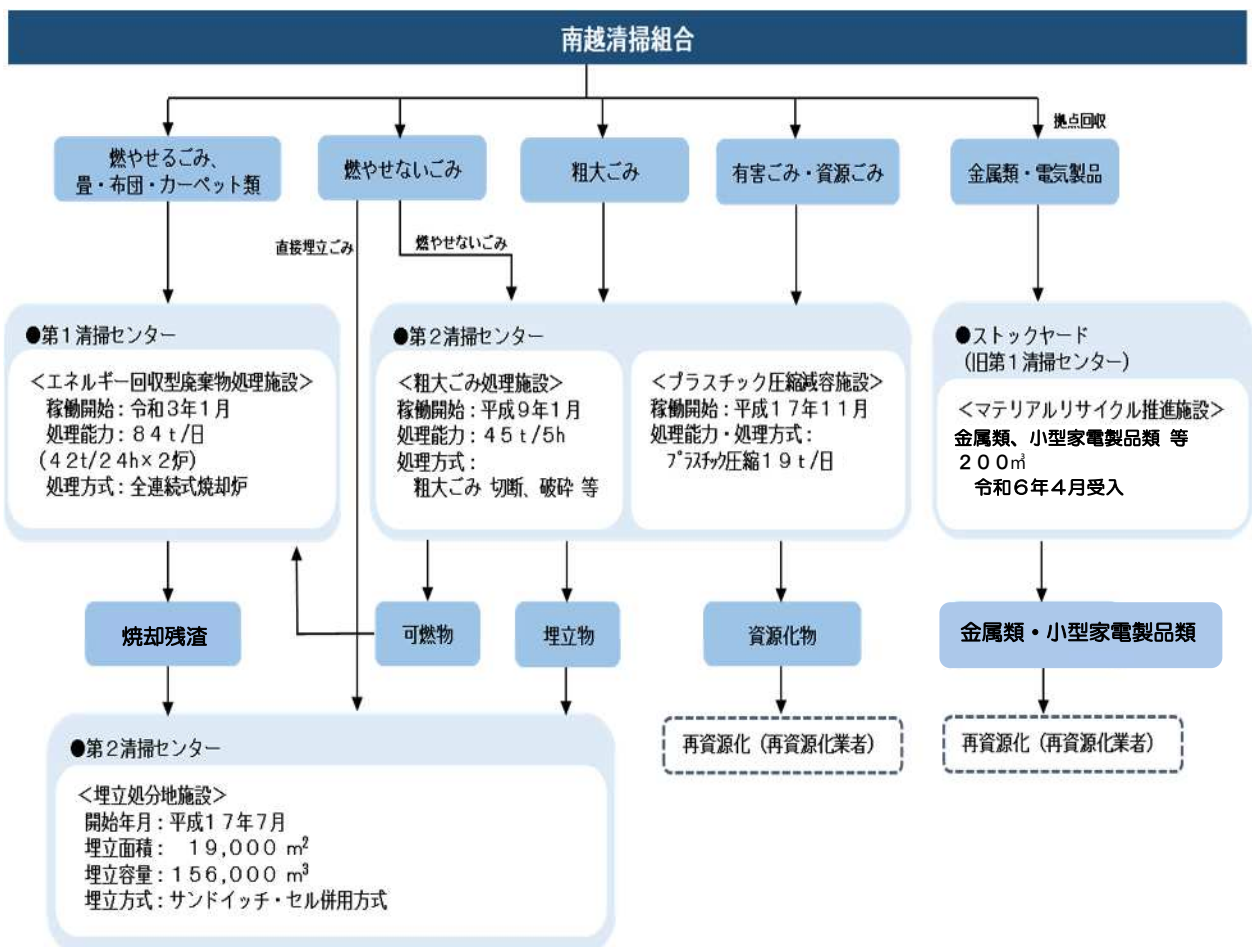 南越清掃組合
拠点回収
燃やせるごみ、
畳・布団・カーペット類
燃やせないごみ
粗大ごみ
有害ごみ・資源ごみ
金属類・電気製品
直接埋立ごみ
燃やせないごみ
●第1清掃センター
<エネルギー回収型廃棄物処理施設>
稼働開始：令和3年1月
処理能力：84t/日
(42t/24h×2炉)
処理方式：全連続式焼却炉
●第2清掃センター
<粗大ごみ処理施設>
稼働開始：平成9年1月
処理能力：45t/5h
処理方式：
粗大ごみ 切断、破砕 等
<プラスチック圧縮減容施設>
稼働開始：平成17年11月
処理能力・処理方式：
プラスチック圧縮19t/日
●ストックヤード
(旧第1清掃センター)
<マテリアルリサイクル推進施設>
金属類、小型家電製品類 等
200㎡
令和6年4月受入
焼却残渣
可燃物
埋立物
資源化物
金属類・小型家電製品類
●第2清掃センター
<埋立処分地施設>
開始年月：平成17年7月
埋立面積： 19,000 m²
埋立容量：156,000 m³
埋立方式：サンドイッチ・セル併用方式
再資源化（再資源化業者）
再資源化（再資源化業者）